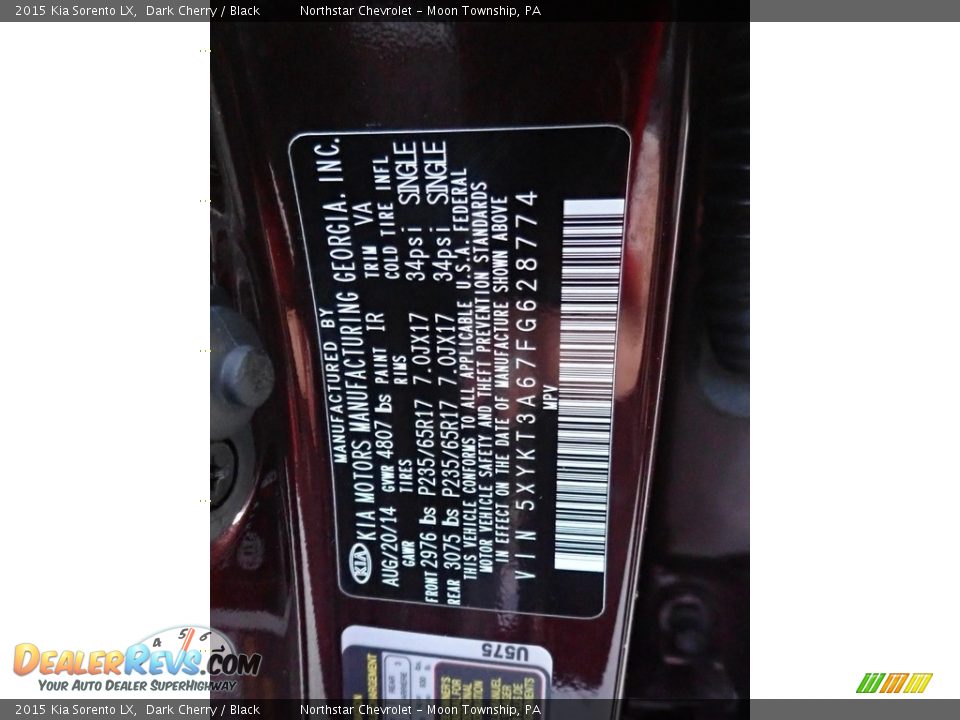 2015 Kia Sorento LX, Dark Cherry / Black Northstar Chevrolet - Moon Township, PA
MANUFACTURED BY
KIA KIA MOTORS MANUFACTURING GEORGIA, INC.
AUG/20/14 GVWR 4807 lbs PAINT IR TRIM VA
GAWR TIRES RIMS COLD TIRE INFL
FRONT 2976 lbs P235/65R17 7.0JX17 34psi SINGLE
REAR 3075 lbs P235/65R17 7.0JX17 34psi SINGLE
THIS VEHICLE CONFORMS TO ALL APPLICABLE U.S.A. FEDERAL
MOTOR VEHICLE SAFETY AND THEFT PREVENTION STANDARDS
IN EFFECT ON THE DATE OF MANUFACTURE SHOWN ABOVE
VIN 5XYKT3A67FG628774
MPV
U575
REAR
4 5 6
DealerRevs.com
Your Auto Dealer SuperHighway
2015 Kia Sorento LX, Dark Cherry / Black Northstar Chevrolet - Moon Township, PA